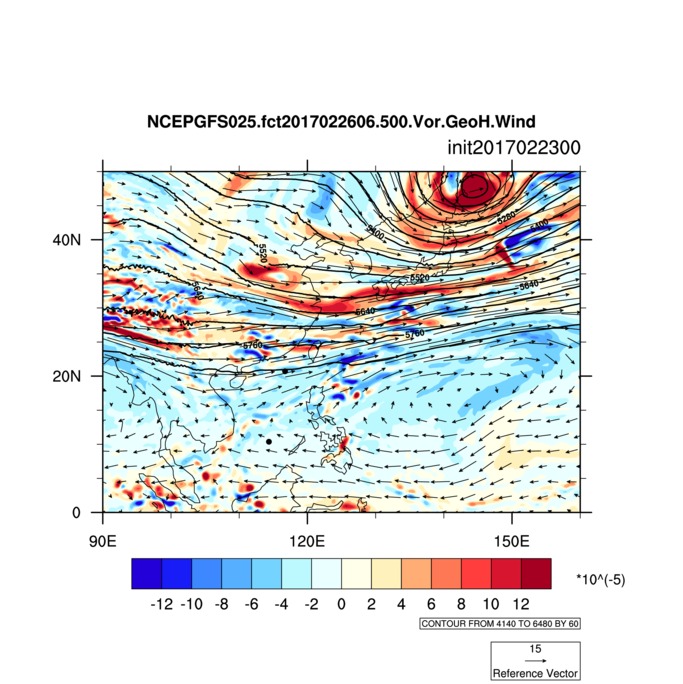 NCEPGFS025.fct2017022606.500.Vor.GeoH.Wind
init2017022300
5280
5400
5400
40N
5520
5520
5640
5640
5640
5760
5760
20N
0
90E 120E 150E
-12 -10 -8 -6 -4 -2 0 2 4 6 8 10 12
*10^(-5)
CONTOUR FROM 4140 TO 6480 BY 60
15
Reference Vector